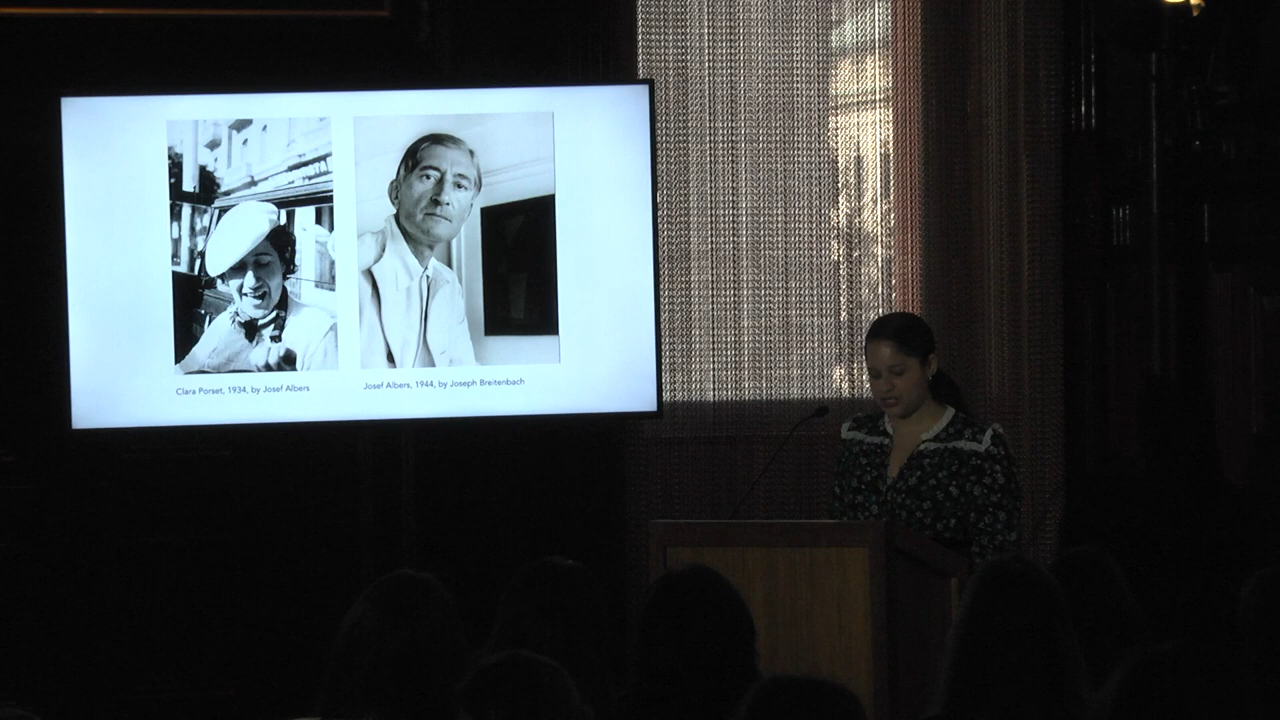 Clara Porset, 1934, by Josef Albers
Josef Albers, 1944, by Joseph Breitenbach